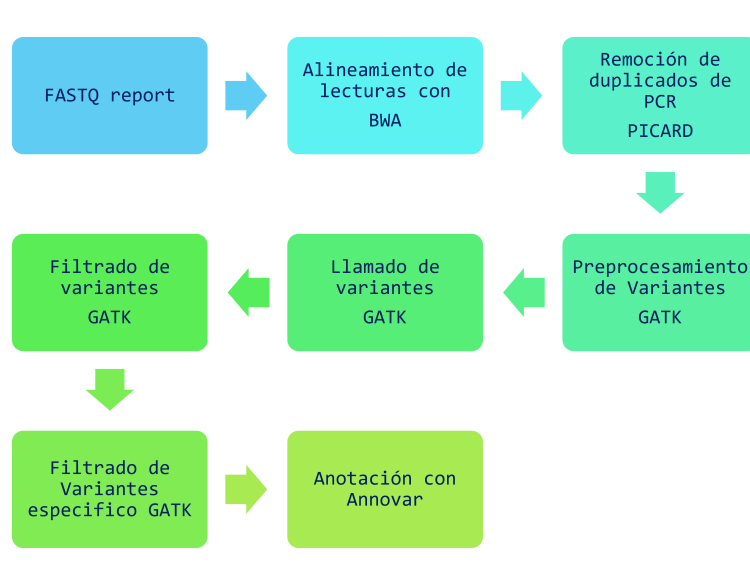 FASTQ report
Alineamiento de
lecturas con
BWA
Remoción de
duplicados de
PCR
PICARD
Preprocesamiento
de Variantes
GATK
Llamado de
variantes
GATK
Filtrado de
variantes
GATK
Filtrado de
Variantes
especifico GATK
Anotación con
Annovar